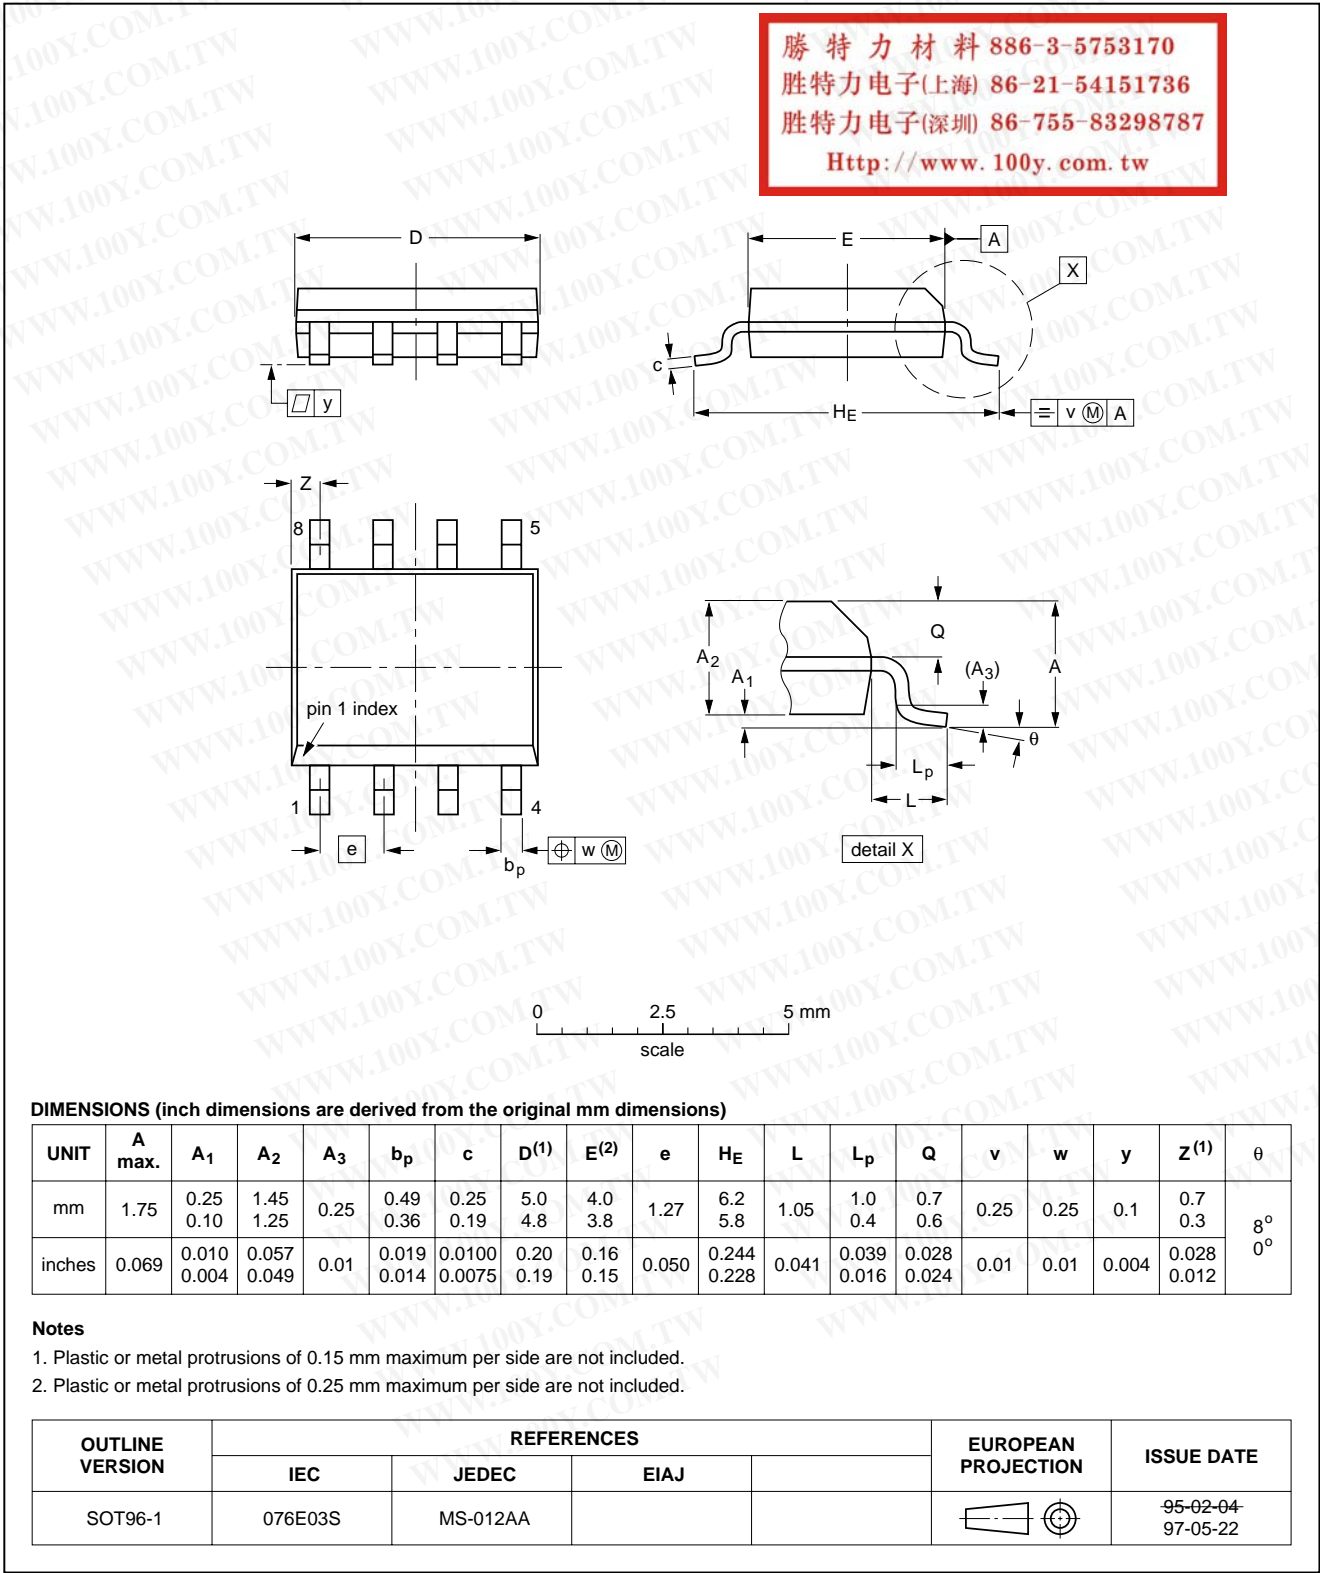 勝特力材料 886-3-5753170
胜特力电子(上海) 86-21-54151736
胜特力电子(深圳) 86-755-83298787
Http://www.100y.com.tw
D
E
A
X
y
c
HE
v M A
Z
8
5
pin 1 index
1
4
e
bp
w M
A2
A1
Q
(A3)
A
θ
Lp
L
detail X
0 2.5 5 mm
scale
DIMENSIONS (inch dimensions are derived from the original mm dimensions)
UNIT A max. A1 A2 A3 bp c D(1) E(2) e HE L Lp Q v w y Z(1) θ
mm 1.75 0.25 0.10 1.45 1.25 0.25 0.49 0.36 0.25 0.19 5.0 4.8 4.0 3.8 1.27 6.2 5.8 1.05 1.0 0.4 0.7 0.6 0.25 0.25 0.1 0.7 0.3 8o 0o
inches 0.069 0.010 0.004 0.057 0.049 0.01 0.019 0.014 0.0100 0.0075 0.20 0.19 0.16 0.15 0.050 0.244 0.228 0.041 0.039 0.016 0.028 0.024 0.01 0.01 0.004 0.028 0.012
Notes
1. Plastic or metal protrusions of 0.15 mm maximum per side are not included.
2. Plastic or metal protrusions of 0.25 mm maximum per side are not included.
OUTLINE VERSION REFERENCES EUROPEAN PROJECTION ISSUE DATE
IEC JEDEC EIAJ
SOT96-1 076E03S MS-012AA 95-02-04
97-05-22
WWW.100Y.COM.TW